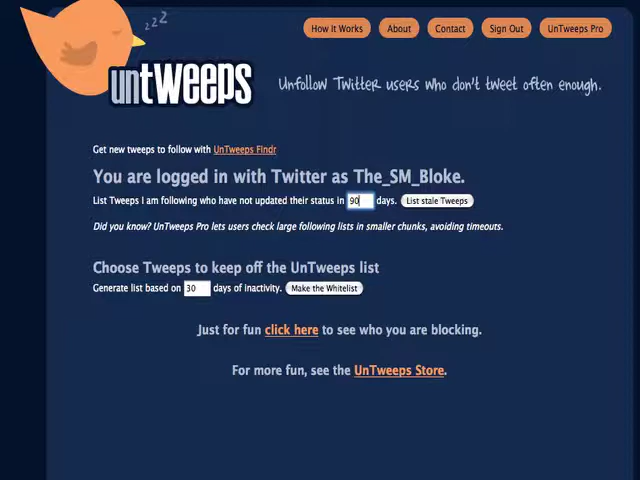 z z z
How It Works About Contact Sign Out UnTweeps Pro
untweeps
Unfollow Twitter users who don't tweet often enough.
Get new tweeps to follow with UnTweeps Findr
You are logged in with Twitter as The_SM_Bloke.
List Tweeps I am following who have not updated their status in 90 days. List stale Tweeps
Did you know? UnTweeps Pro lets users check large following lists in smaller chunks, avoiding timeouts.
Choose Tweeps to keep off the UnTweeps list
Generate list based on 30 days of inactivity. Make the Whitelist
Just for fun click here to see who you are blocking.
For more fun, see the UnTweeps Store.